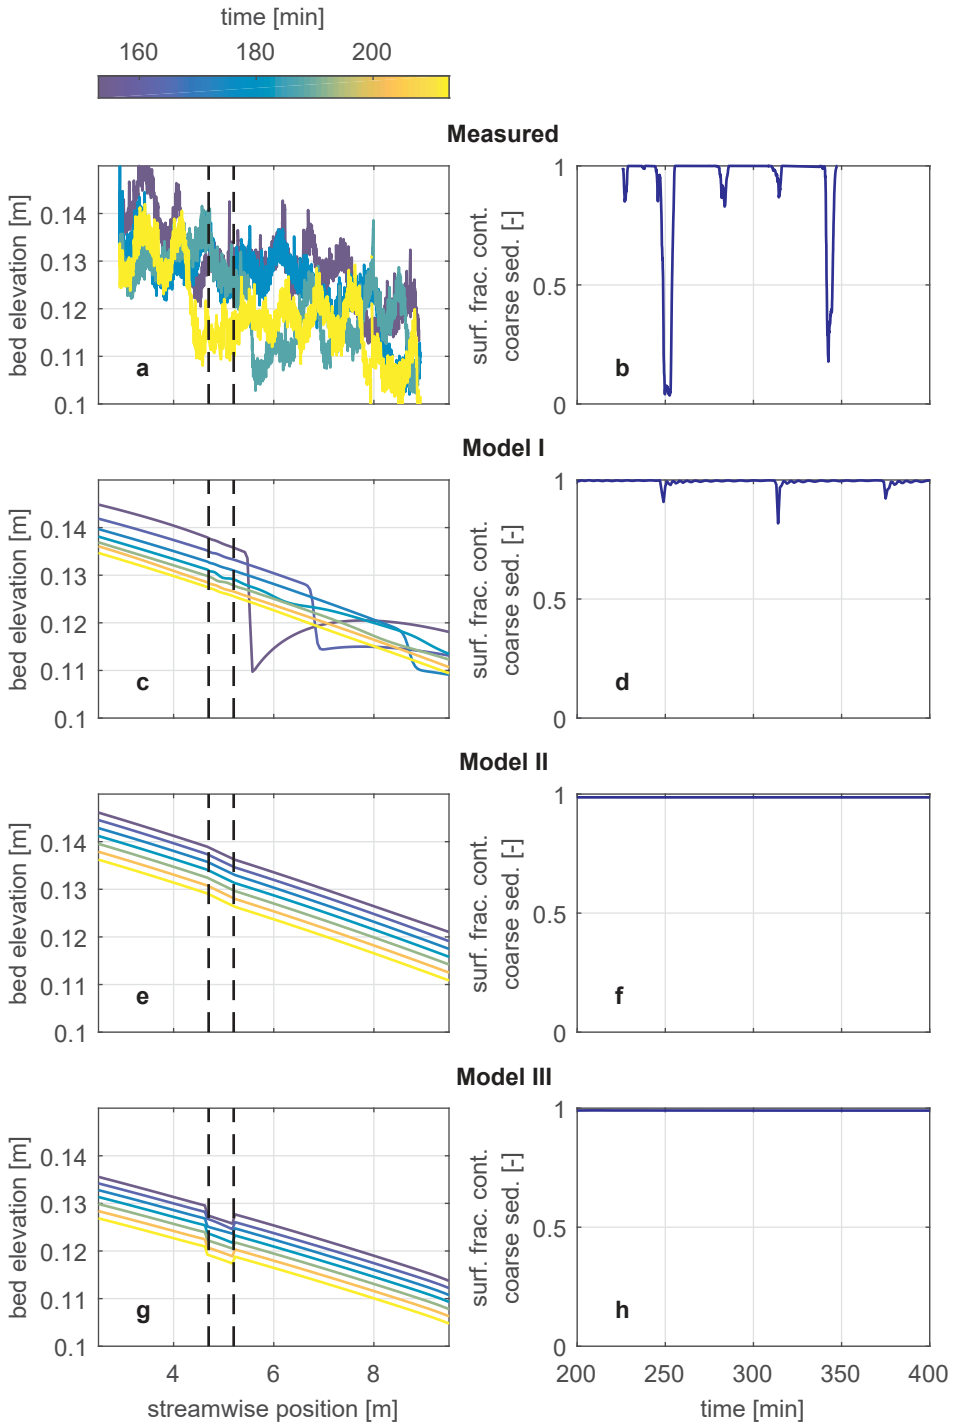 time [min]
160 180 200
Measured
bed elevation [m]
0.14
0.13
0.12
0.11
0.1
a
surf. frac. cont.
coarse sed. [-]
1
0.5
0
b
Model I
bed elevation [m]
0.14
0.13
0.12
0.11
0.1
c
surf. frac. cont.
coarse sed. [-]
1
0.5
0
d
Model II
bed elevation [m]
0.14
0.13
0.12
0.11
0.1
e
surf. frac. cont.
coarse sed. [-]
1
0.5
0
f
Model III
bed elevation [m]
0.14
0.13
0.12
0.11
0.1
g
4 6 8
streamwise position [m]
surf. frac. cont.
coarse sed. [-]
1
0.5
0
h
200 250 300 350 400
time [min]